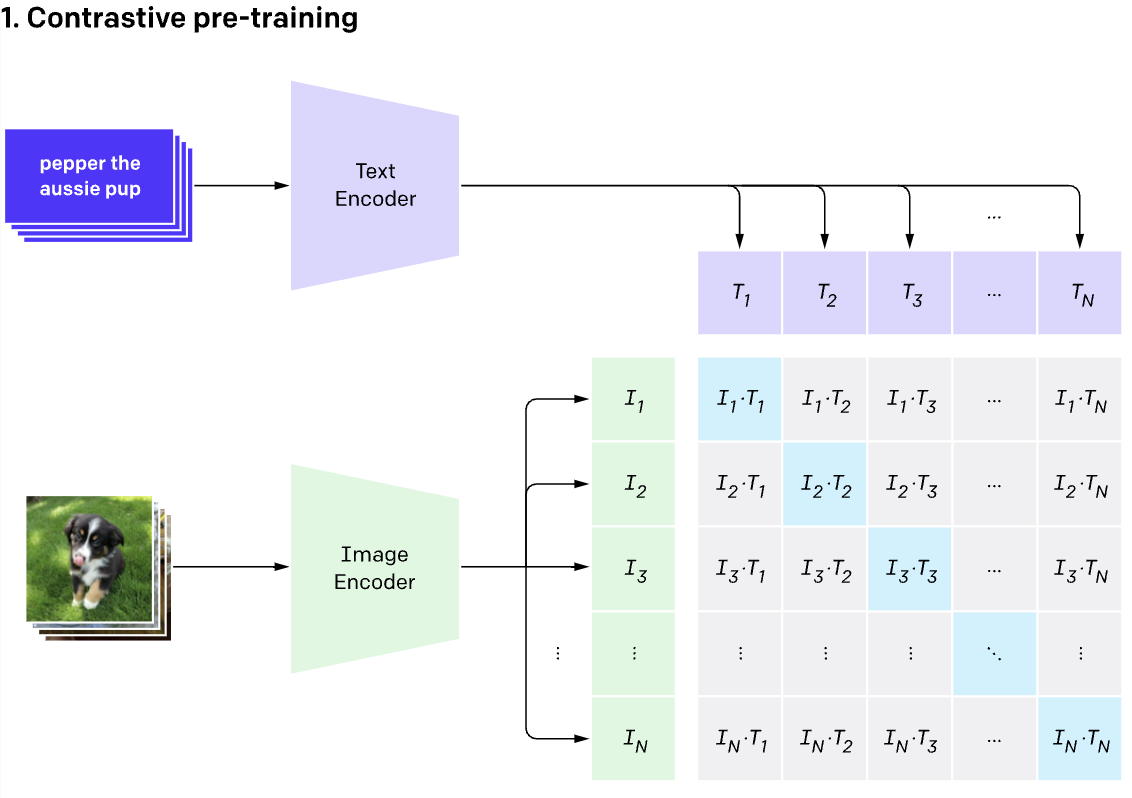 1. Contrastive pre-training
pepper the
aussie pup
Text
Encoder
...
T1 T2 T3 ... TN
I1 I1·T1 I1·T2 I1·T3 ... I1·TN
I2 I2·T1 I2·T2 I2·T3 ... I2·TN
Image
Encoder
I3 I3·T1 I3·T2 I3·T3 ... I3·TN
⋮ ⋮ ⋮ ⋮ ⋮ ⋱ ⋮
IN IN·T1 IN·T2 IN·T3 ... IN·TN